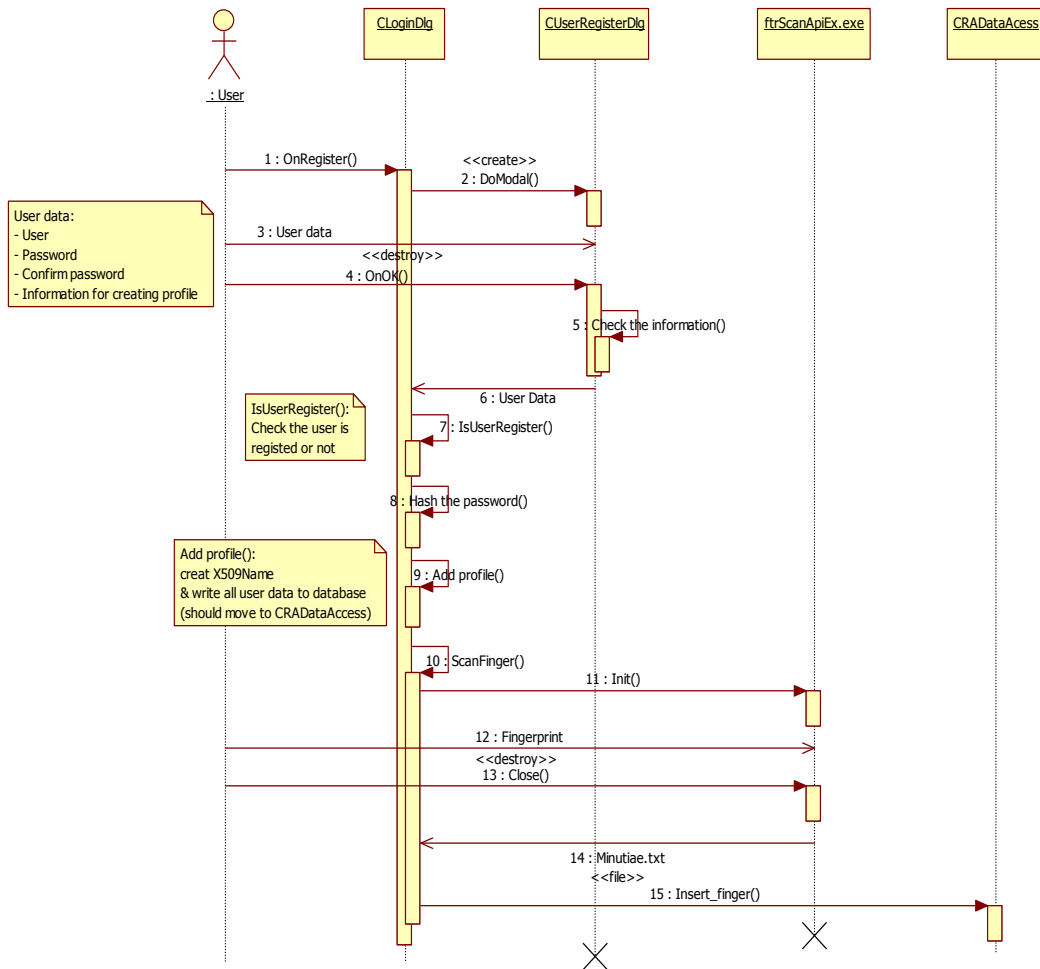 CLoginDlg
CUserRegisterDlg
ftrScanApiEx.exe
CRADataAcess
: User
1 : OnRegister()
<<create>>
2 : DoModal()
User data:
- User
- Password
- Confirm password
- Information for creating profile
3 : User data
<<destroy>>
4 : OnOK()
5 : Check the information()
6 : User Data
IsUserRegister():
Check the user is
registed or not
7 : IsUserRegister()
8 : Hash the password()
Add profile():
creat X509Name
& write all user data to database
(should move to CRADataAccess)
9 : Add profile()
10 : ScanFinger()
11 : Init()
12 : Fingerprint
<<destroy>>
13 : Close()
14 : Minutiae.txt
<<file>>
15 : Insert_finger()